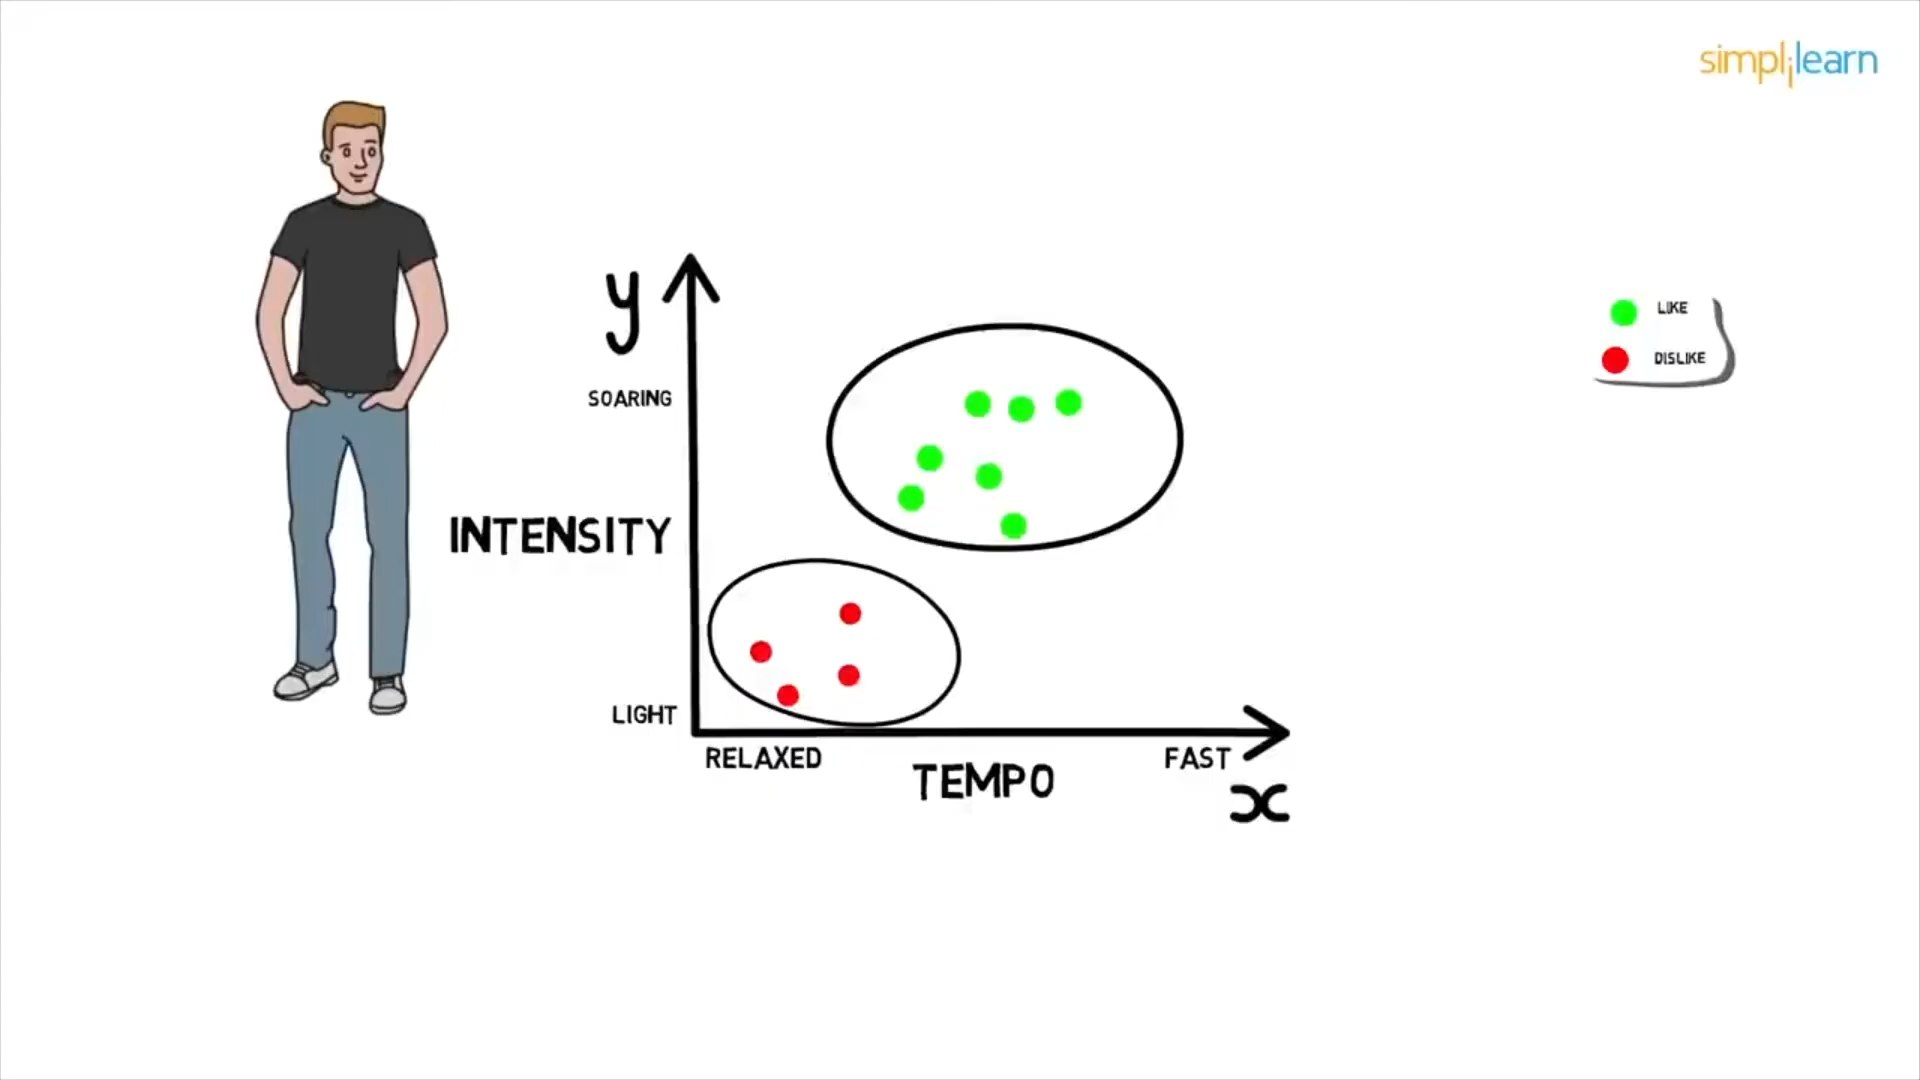 simplilearn
y
SOARING
INTENSITY
LIGHT
RELAXED
TEMPO
FAST
x
LIKE
DISLIKE